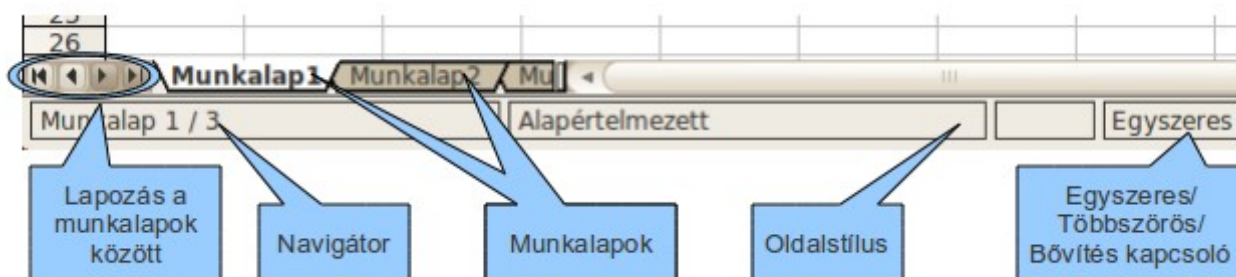 25
26
Munkalap1
Munkalap2
Mu
Munkalap 1 / 3
Alapértelmezett
Egyszeres
Lapozás a
munkalapok
között
Navigátor
Munkalapok
Oldalstílus
Egyszeres/
Többszörös/
Bővítés kapcsoló